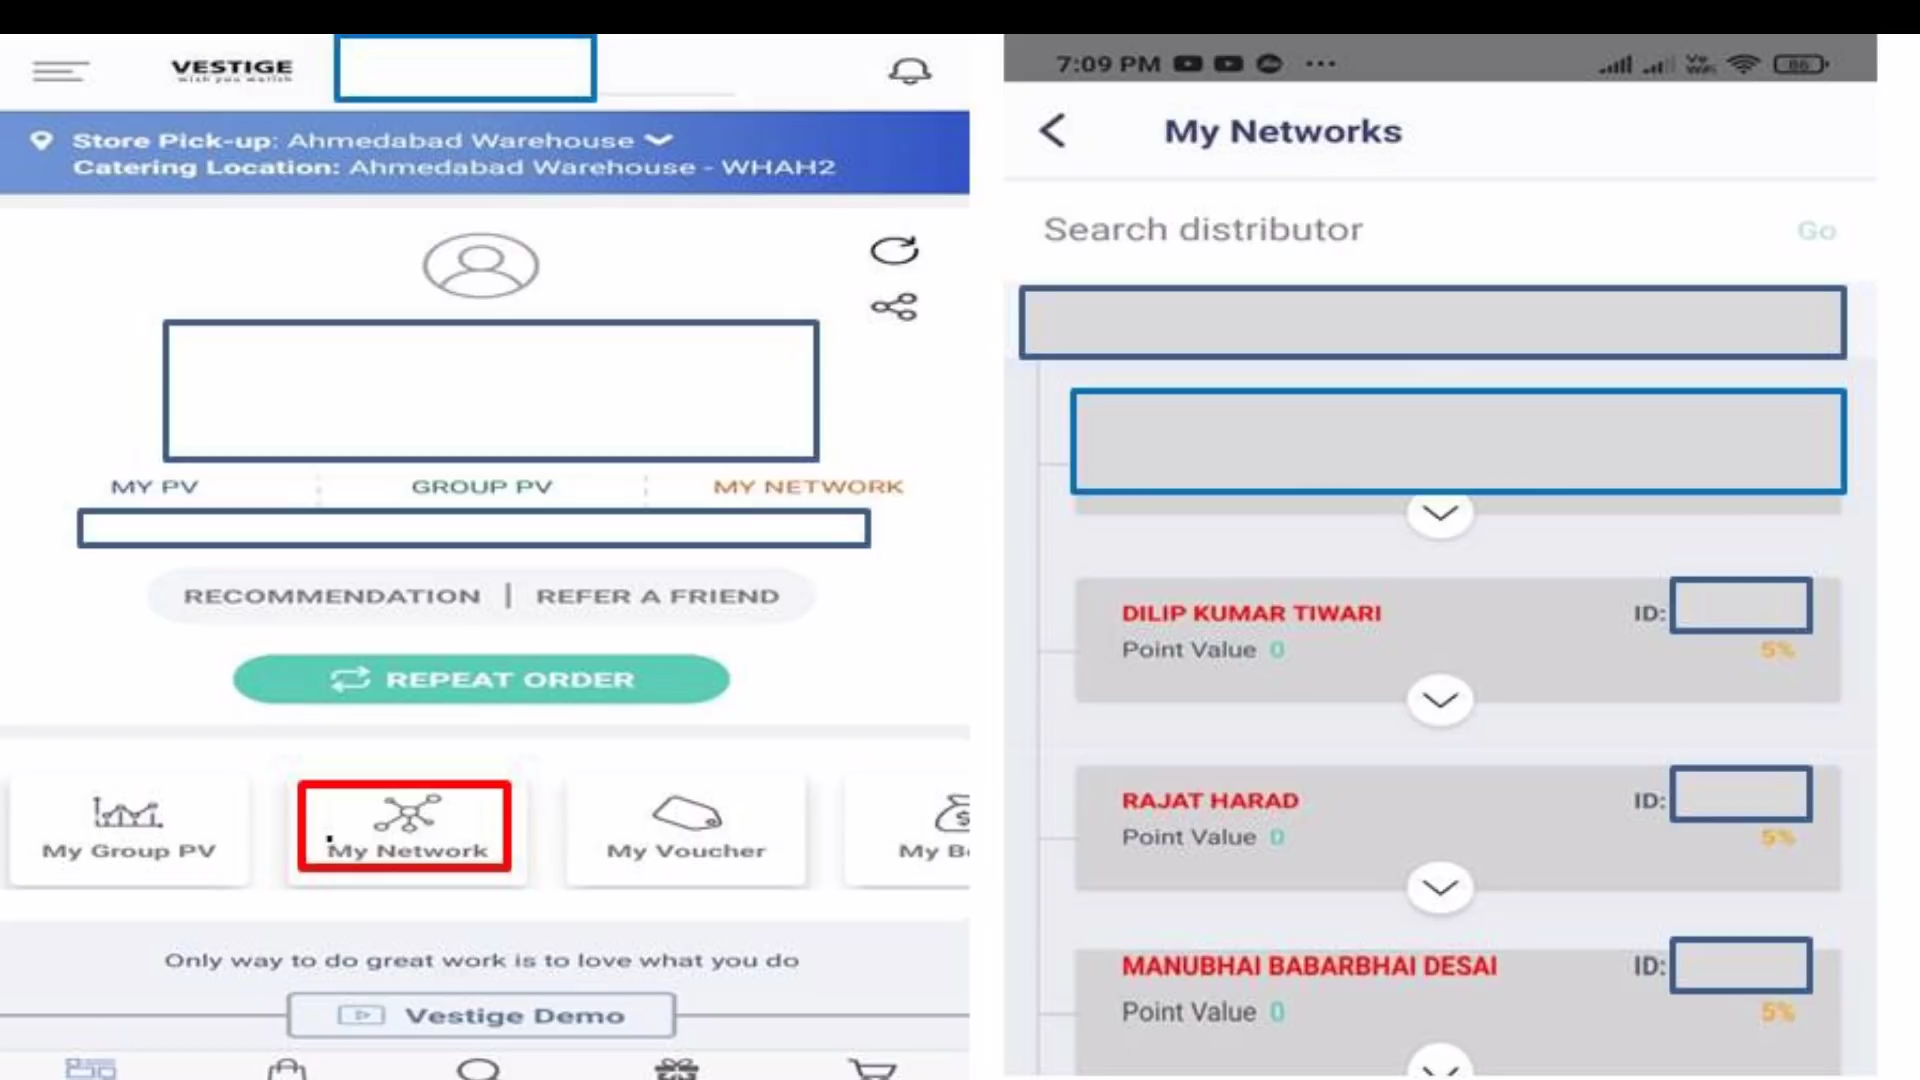 VESTIGE
Store Pick-up: Ahmedabad Warehouse
Catering Location: Ahmedabad Warehouse - WHAH2
MY PV
GROUP PV
MY NETWORK
RECOMMENDATION | REFER A FRIEND
REPEAT ORDER
My Group PV
My Network
My Voucher
My B
Only way to do great work is to love what you do
Vestige Demo
7:09 PM
86
My Networks
Search distributor
Go
DILIP KUMAR TIWARI
ID:
Point Value 0
5%
RAJAT HARAD
ID:
Point Value 0
5%
MANUBHAI BABARBHAI DESAI
ID:
Point Value 0
5%